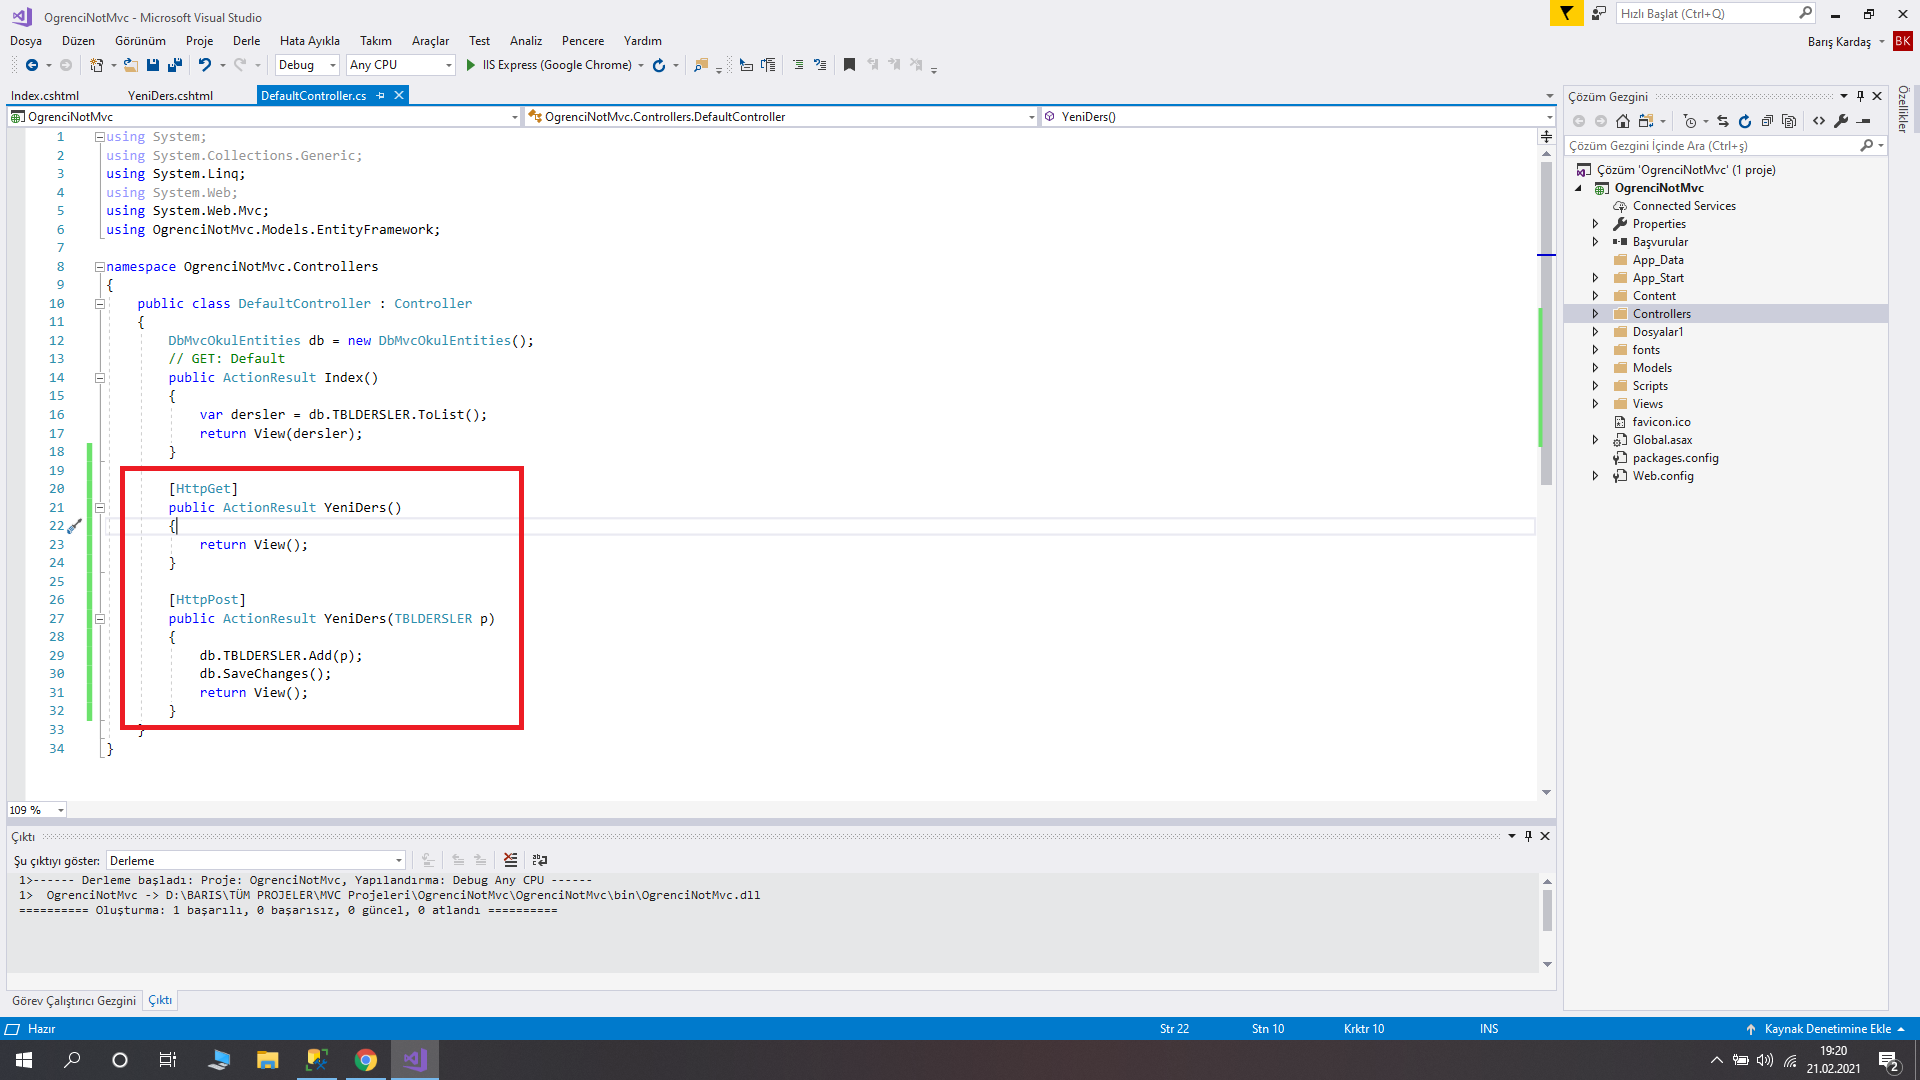 OgrenciNotMvc - Microsoft Visual Studio
Hızlı Başlat (Ctrl+Q)
Dosya Düzen Görünüm Proje Derle Hata Ayıkla Takım Araçlar Test Analiz Pencere Yardım
Barış Kardaş BK
Debug Any CPU IIS Express (Google Chrome)
Index.cshtml YeniDers.cshtml DefaultController.cs
OgrenciNotMvc OgrenciNotMvc.Controllers.DefaultController YeniDers()
1 using System;
2 using System.Collections.Generic;
3 using System.Linq;
4 using System.Web;
5 using System.Web.Mvc;
6 using OgrenciNotMvc.Models.EntityFramework;
7
8 namespace OgrenciNotMvc.Controllers
9 {
10 public class DefaultController : Controller
11 {
12 DbMvcOkulEntities db = new DbMvcOkulEntities();
13 // GET: Default
14 public ActionResult Index()
15 {
16 var dersler = db.TBLDERSLER.ToList();
17 return View(dersler);
18 }
19
20 [HttpGet]
21 public ActionResult YeniDers()
22 {
23 return View();
24 }
25
26 [HttpPost]
27 public ActionResult YeniDers(TBLDERSLER p)
28 {
29 db.TBLDERSLER.Add(p);
30 db.SaveChanges();
31 return View();
32 }
33 }
34 }
109 %
Çıktı
Şu çıktıyı göster: Derleme
1>------ Derleme başladı: Proje: OgrenciNotMvc, Yapılandırma: Debug Any CPU ------
1> OgrenciNotMvc -> D:\BARIS\TÜM PROJELER\MVC Projeleri\OgrenciNotMvc\OgrenciNotMvc\bin\OgrenciNotMvc.dll
========== Oluşturma: 1 başarılı, 0 başarısız, 0 güncel, 0 atlandı ==========
Görev Çalıştırıcı Gezgini Çıktı
Çözüm Gezgini
Çözüm Gezgini İçinde Ara (Ctrl+ş)
Çözüm 'OgrenciNotMvc' (1 proje)
OgrenciNotMvc
Connected Services
Properties
Başvurular
App_Data
App_Start
Content
Controllers
Dosyalar1
fonts
Models
Scripts
Views
favicon.ico
Global.asax
packages.config
Web.config
Özellikler
Hazır Str 22 Stn 10 Krktr 10 INS Kaynak Denetimine Ekle
19:20
21.02.2021
2